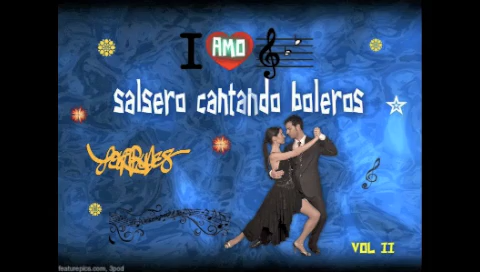 I AMO
salsero cantando boleros
VOL II
featurepics.com, 3pod